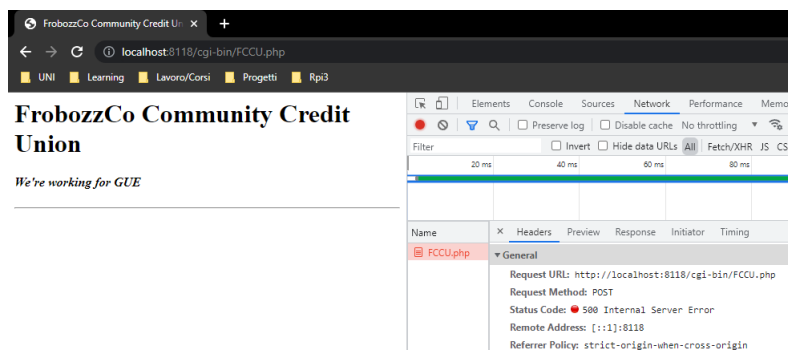 FrobozzCo Community Credit Un
localhost:8118/cgi-bin/FCCU.php
UNI Learning Lavoro/Corsi Progetti Rpi3
FrobozzCo Community Credit
Union
We're working for GUE
Elements Console Sources Network Performance Memo
Preserve log Disable cache No throttling
Filter Invert Hide data URLs All Fetch/XHR JS CS
20 ms 40 ms 60 ms 80 ms
Name Headers Preview Response Initiator Timing
FCCU.php
General
Request URL: http://localhost:8118/cgi-bin/FCCU.php
Request Method: POST
Status Code: 500 Internal Server Error
Remote Address: [::1]:8118
Referrer Policy: strict-origin-when-cross-origin